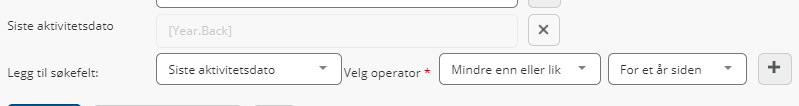 Siste aktivitetsdato [Year.Back]
Legg til søkefelt: Siste aktivitetsdato Velg operator * Mindre enn eller lik For et år siden